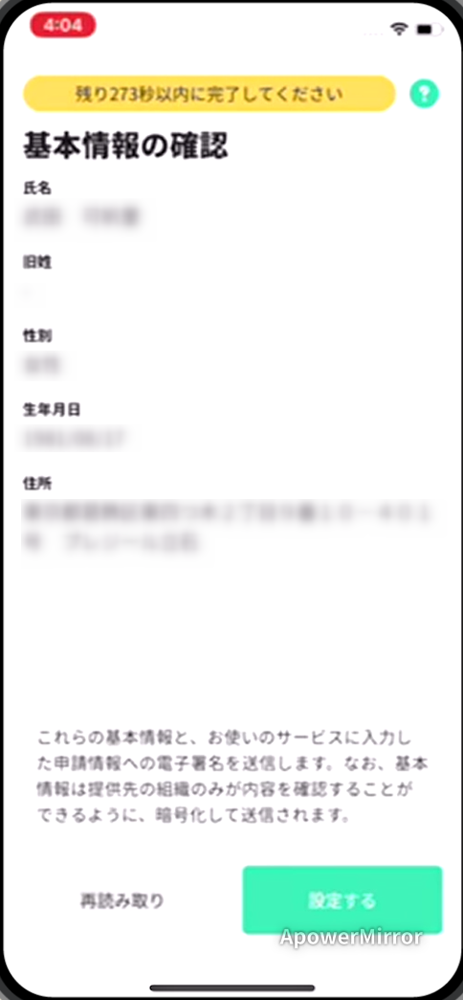 4:04
残り273秒以内に完了してください
?
基本情報の確認
氏名
旧姓
性別
生年月日
住所
これらの基本情報と、お使いのサービスに入力し
た申請情報への電子署名を送信します。なお、基本
情報は提供先の組織のみが内容を確認することが
できるように、暗号化して送信されます。
再読み取り
設定する
ApowerMirror